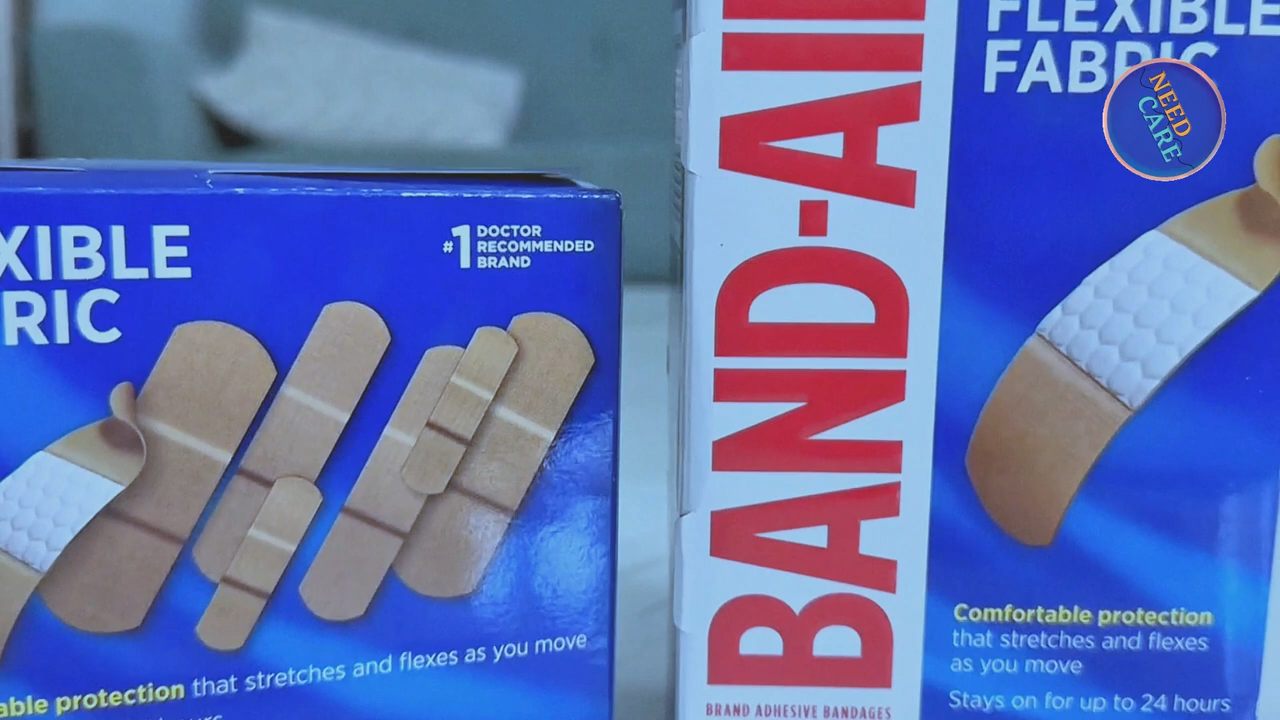 XIBLE
RIC
#1 DOCTOR
RECOMMENDED
BRAND
able protection that stretches and flexes as you move
BAND-AI
BRAND ADHESIVE BANDAGES
FLEXIBLE
FABRIC
NEED
CARE
Comfortable protection
that stretches and flexes
as you move
Stays on for up to 24 hours